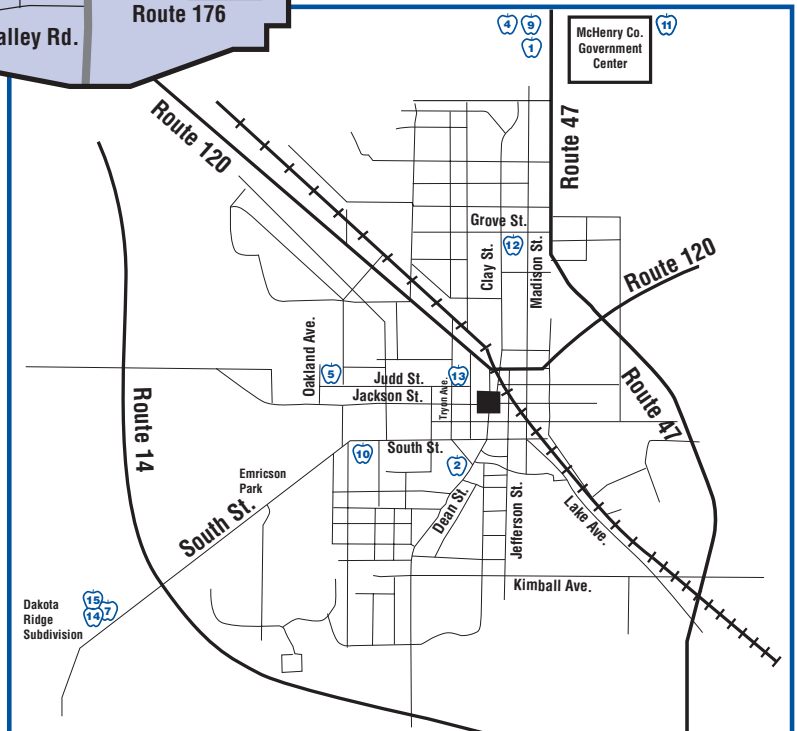 Route 176
alley Rd.
4
9
1
McHenry Co.
Government
Center
11
Route 120
Route 47
Grove St.
12
Clay St.
Madison St.
Route 120
Oakland Ave.
5
Judd St.
Jackson St.
Tryon Ave.
13
Route 47
Route 14
10
South St.
2
Emricson
Park
South St.
Dean St.
Jefferson St.
Lake Ave.
Kimball Ave.
15
14
7
Dakota
Ridge
Subdivision